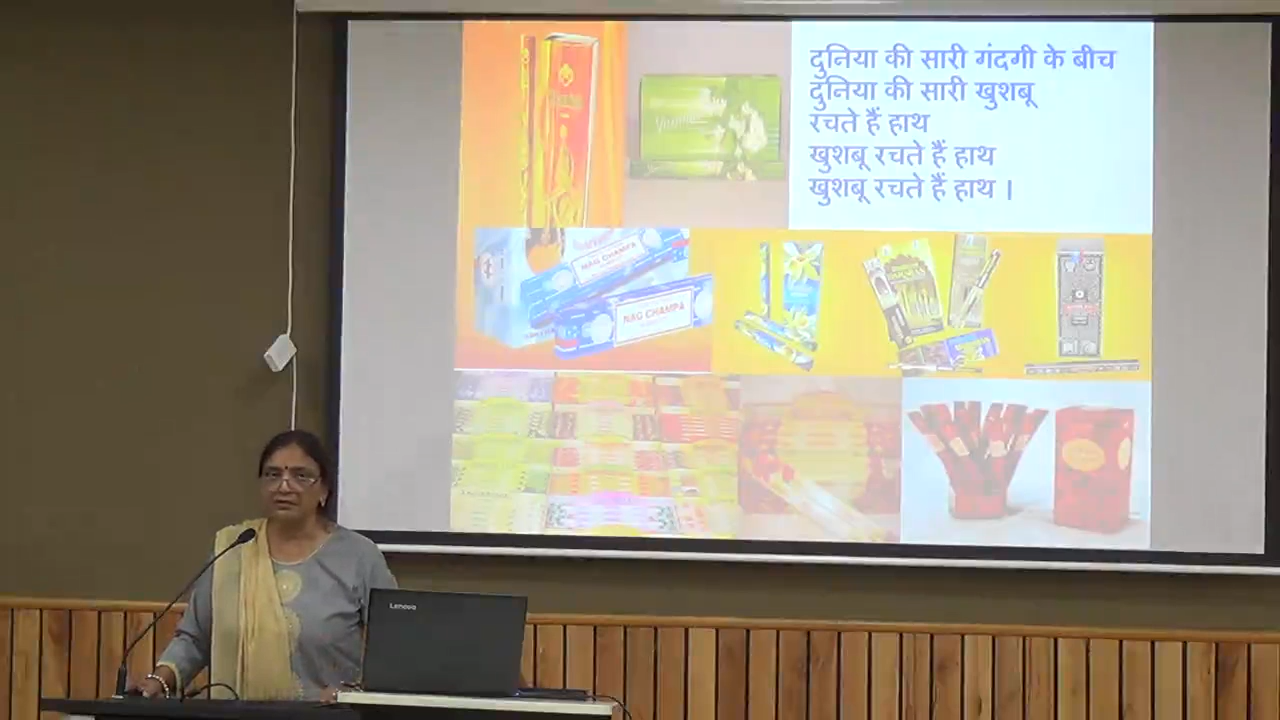 दुनिया की सारी गंदगी के बीच
दुनिया की सारी खुशबू
रचते हैं हाथ
खुशबू रचते हैं हाथ
खुशबू रचते हैं हाथ ।
NAG CHAMPA
NAG CHAMPA
Lenovo